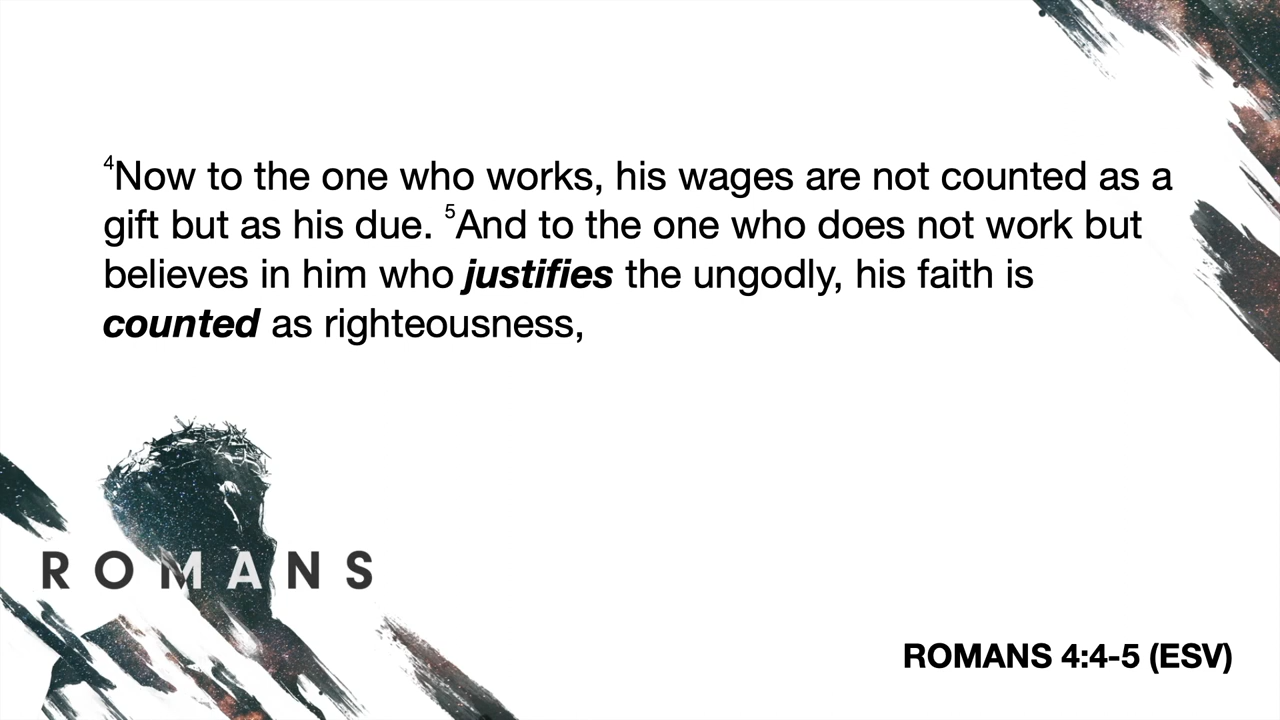 ⁴Now to the one who works, his wages are not counted as a
gift but as his due. ⁵And to the one who does not work but
believes in him who justifies the ungodly, his faith is
counted as righteousness,
ROMANS
ROMANS 4:4-5 (ESV)